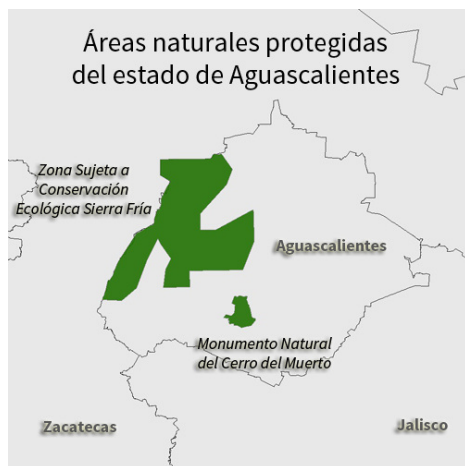 Áreas naturales protegidas
del estado de Aguascalientes
Zona Sujeta a
Conservación
Ecológica Sierra Fría
Aguascalientes
Monumento Natural
del Cerro del Muerto
Zacatecas
Jalisco